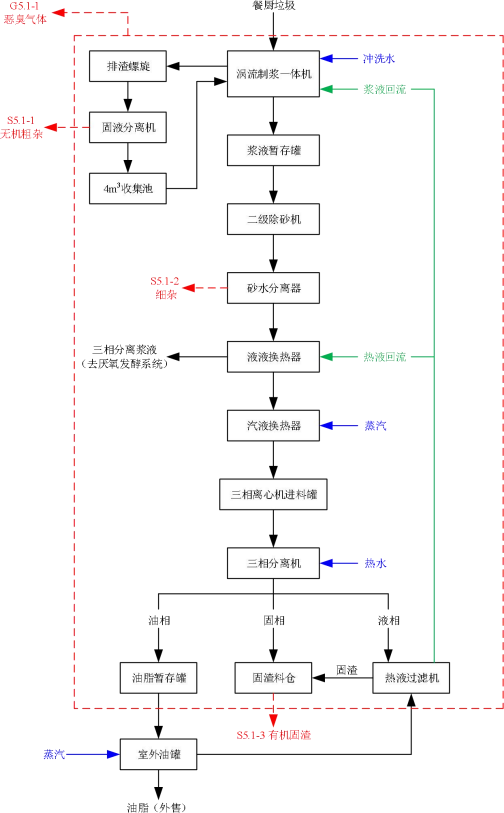 G5.1-1
恶臭气体
餐厨垃圾
排渣螺旋
涡流制浆一体机
冲洗水
浆液回流
S5.1-1
无机粗杂
固液分离机
4m³收集池
浆液暂存罐
二级除砂机
S5.1-2
细杂
砂水分离器
三相分离浆液
（去厌氧发酵系统）
液液换热器
热液回流
汽液换热器
蒸汽
三相离心机进料罐
三相分离机
热水
油相
固相
液相
油脂暂存罐
固渣料仓
固渣
热液过滤机
S5.1-3 有机固渣
蒸汽
室外油罐
油脂（外售）